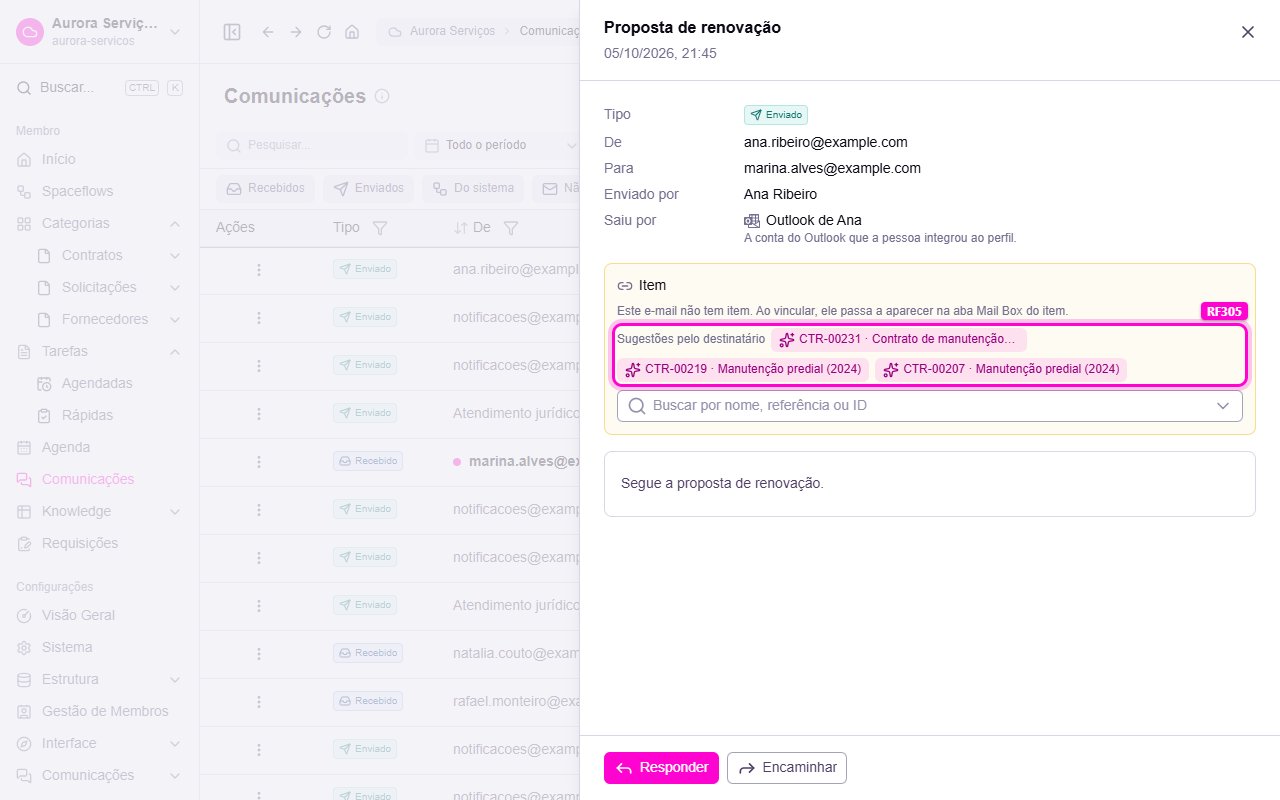 Aurora Serviç...
aurora-servicos
Buscar...
CTRL K
Membro
Início
Spaceflows
Categorias
Contratos
Solicitações
Fornecedores
Tarefas
Agendadas
Rápidas
Agenda
Comunicações
Knowledge
Requisições
Configurações
Visão Geral
Sistema
Estrutura
Gestão de Membros
Interface
Comunicações
Aurora Serviços
Comunicaç
Comunicações
Pesquisar...
Todo o período
Recebidos
Enviados
Do sistema
Nã
Ações
Tipo
De
Enviado ana.ribeiro@exampl
Enviado notificacoes@examp
Enviado notificacoes@examp
Enviado Atendimento jurídico
Recebido marina.alves@ex
Enviado notificacoes@examp
Enviado notificacoes@examp
Enviado Atendimento jurídico
Recebido natalia.couto@exam
Recebido rafael.monteiro@exa
Enviado notificacoes@examp
Enviado notificacoes@examp
Proposta de renovação
05/10/2026, 21:45
Tipo Enviado
De ana.ribeiro@example.com
Para marina.alves@example.com
Enviado por Ana Ribeiro
Saiu por Outlook de Ana
A conta do Outlook que a pessoa integrou ao perfil.
Item
Este e-mail não tem item. Ao vincular, ele passa a aparecer na aba Mail Box do item.
RF305
Sugestões pelo destinatário CTR-00231 · Contrato de manutenção...
CTR-00219 · Manutenção predial (2024) CTR-00207 · Manutenção predial (2024)
Buscar por nome, referência ou ID
Segue a proposta de renovação.
Responder
Encaminhar